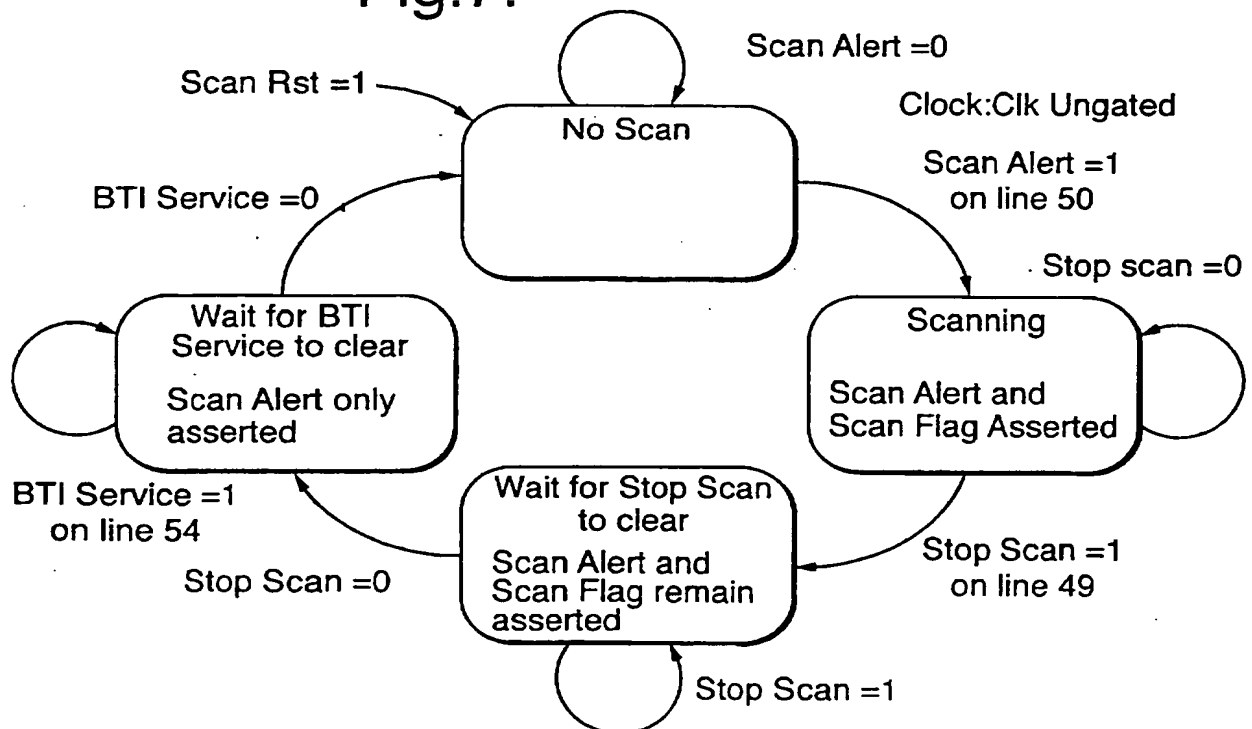 Fig.7.
Scan Alert =0
Scan Rst =1
Clock:Clk Ungated
No Scan
Scan Alert =1
on line 50
BTI Service =0
Stop scan =0
Wait for BTI
Service to clear
Scan Alert only
asserted
Scanning
Scan Alert and
Scan Flag Asserted
BTI Service =1
on line 54
Wait for Stop Scan
to clear
Scan Alert and
Scan Flag remain
asserted
Stop Scan =0
Stop Scan =1
on line 49
Stop Scan =1